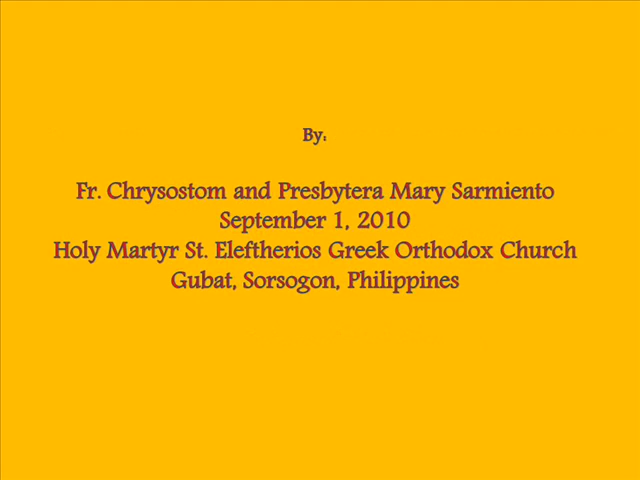 By:
Fr. Chrysostom and Presbytera Mary Sarmiento
September 1, 2010
Holy Martyr St. Eleftherios Greek Orthodox Church
Gubat, Sorsogon, Philippines